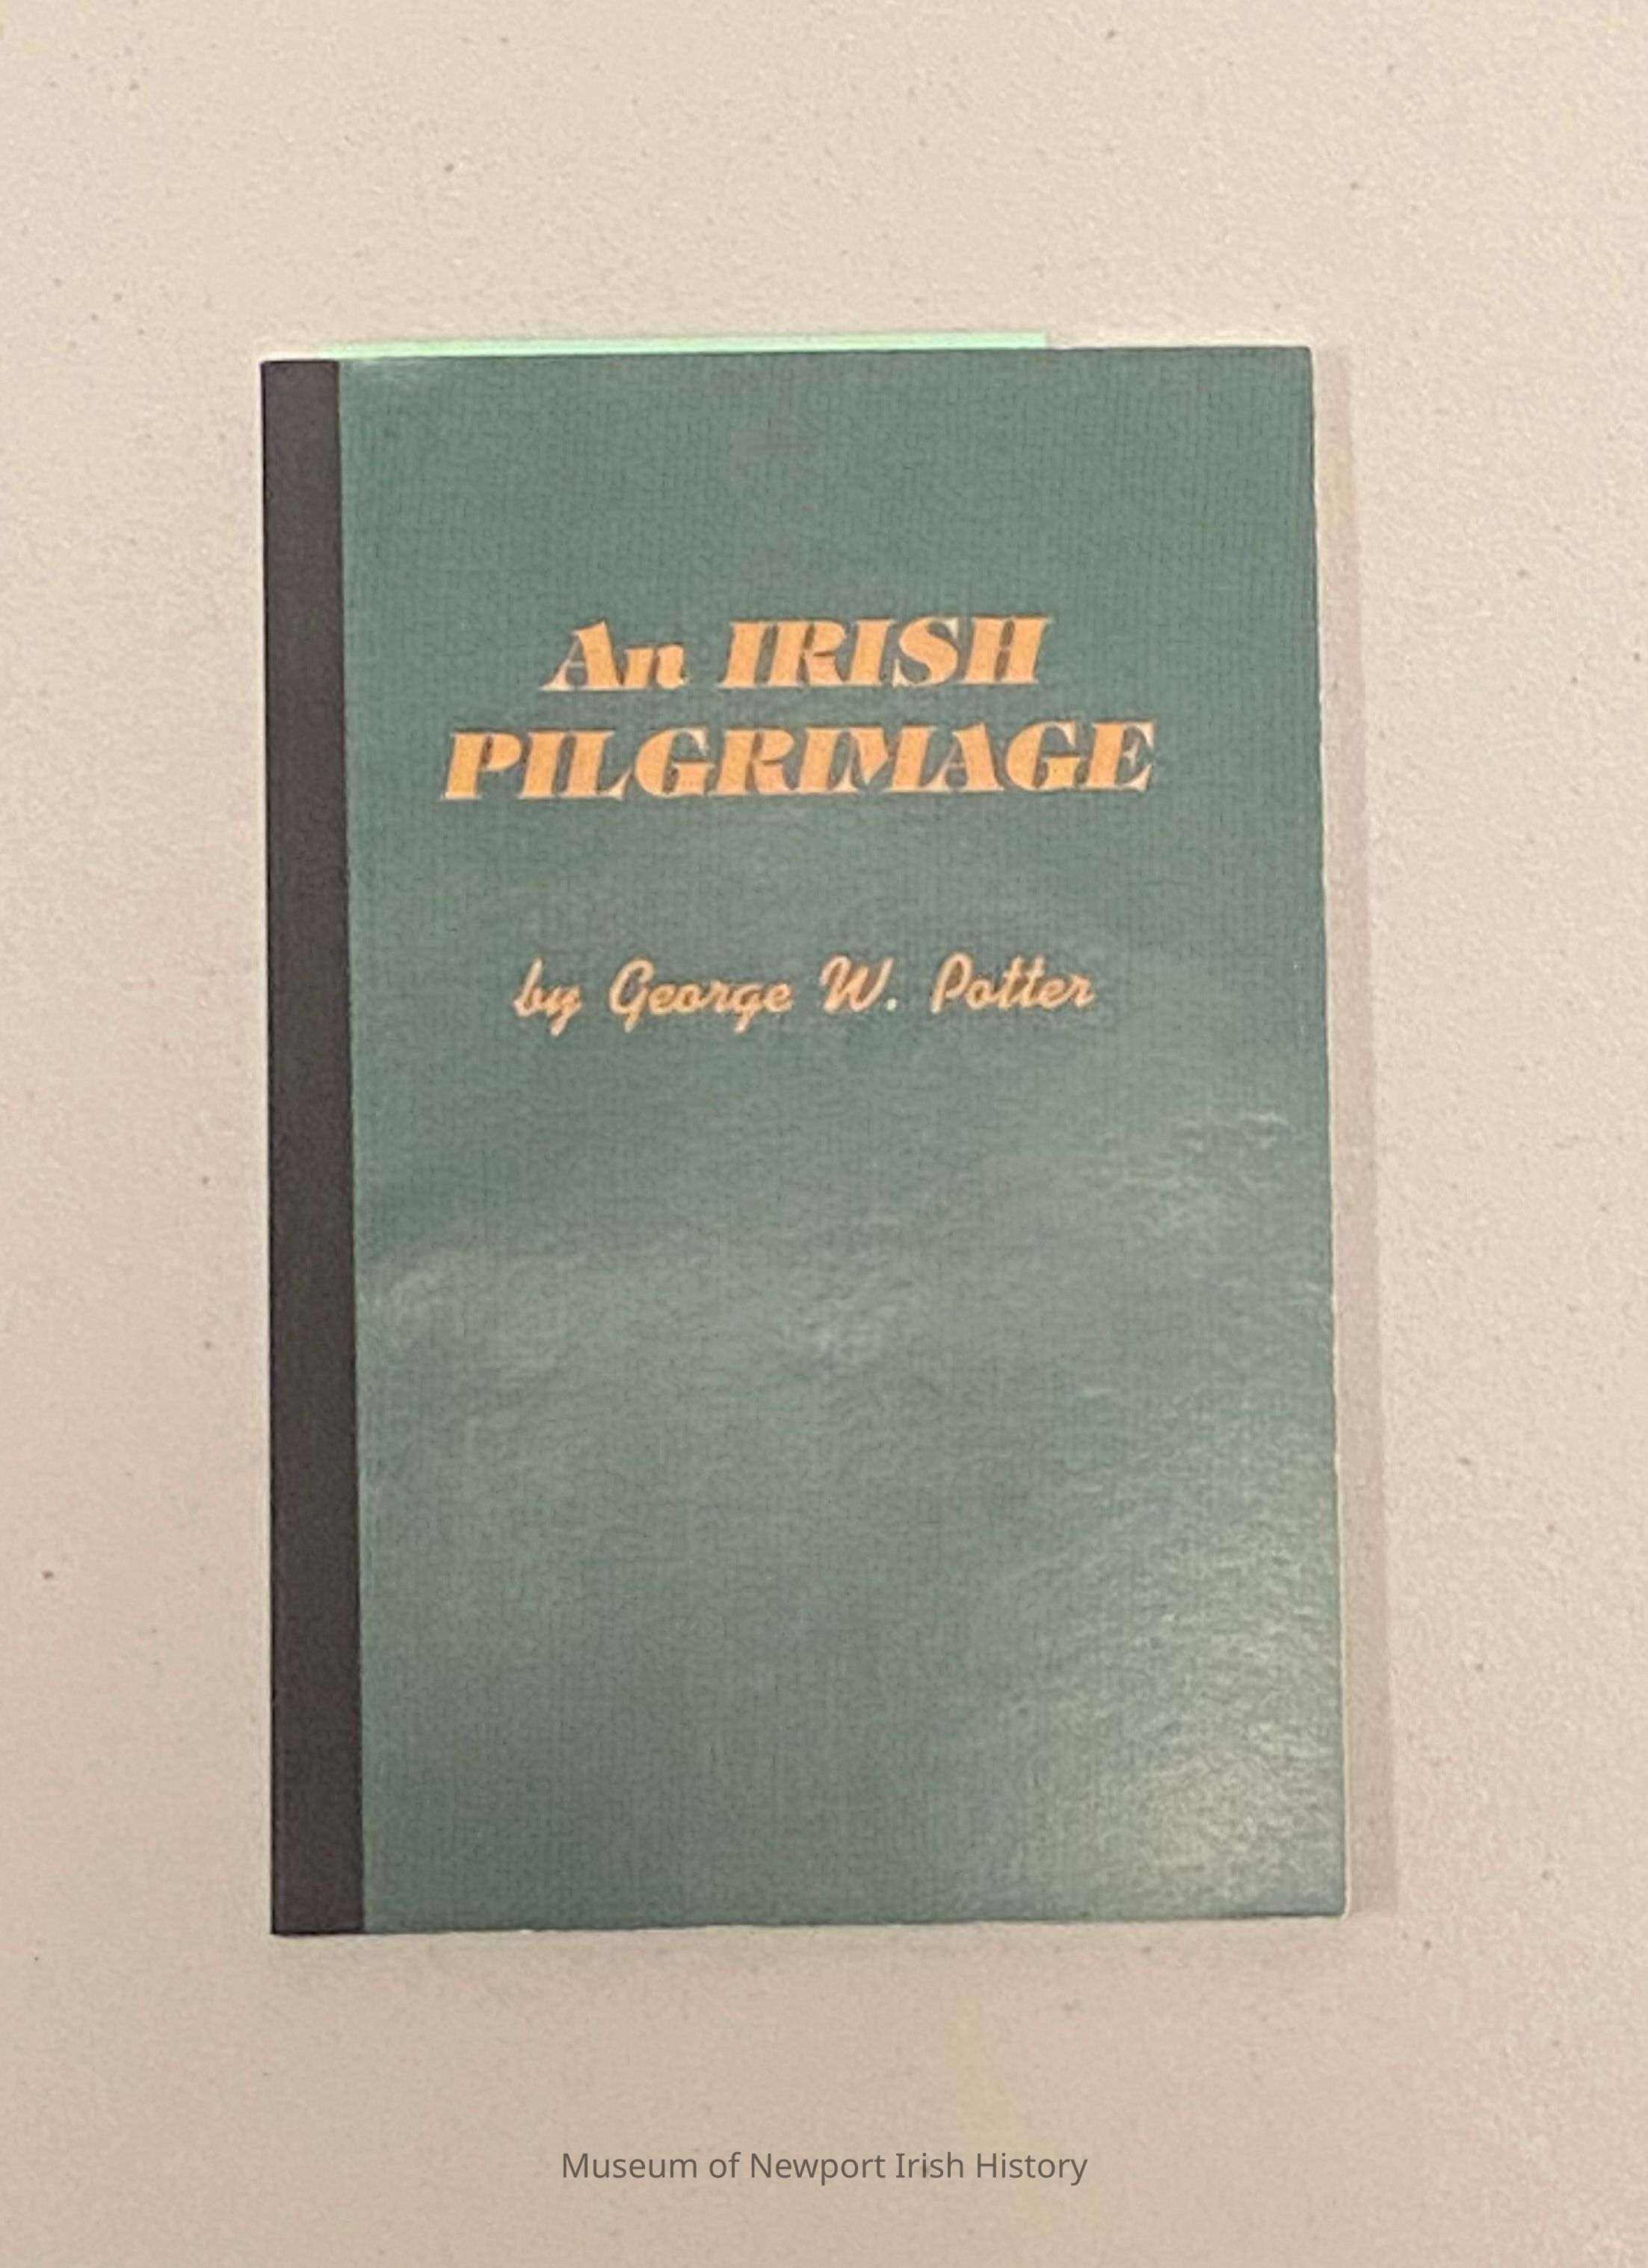 An IRISH
PILGRIMAGE
by George W. Potter
Museum of Newport Irish History